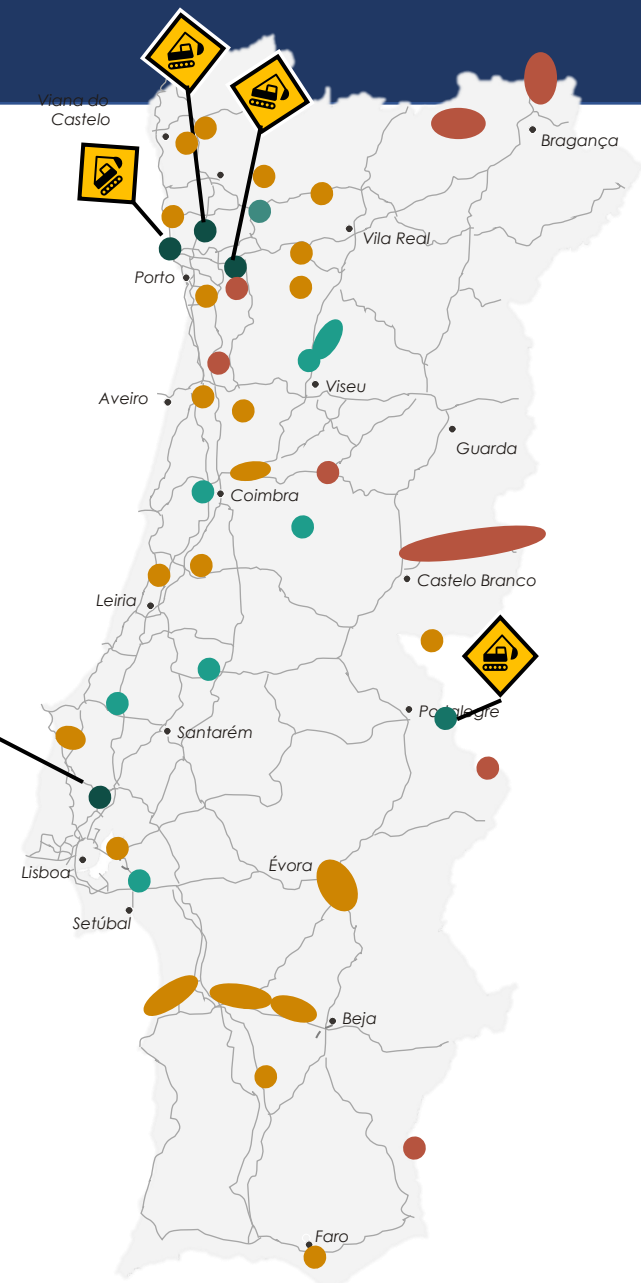 Viana do
Castelo
Bragança
Vila Real
Porto
Viseu
Aveiro
Guarda
Coimbra
Castelo Branco
Leiria
Portalegre
Santarém
Évora
Lisboa
Setúbal
Beja
Faro